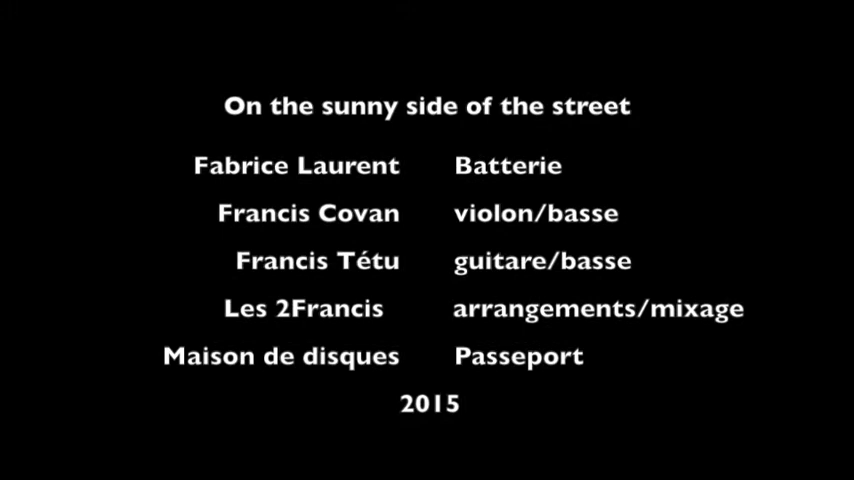 On the sunny side of the street
Fabrice Laurent Batterie
Francis Covan violon/basse
Francis Tétu guitare/basse
Les 2Francis arrangements/mixage
Maison de disques Passeport
2015